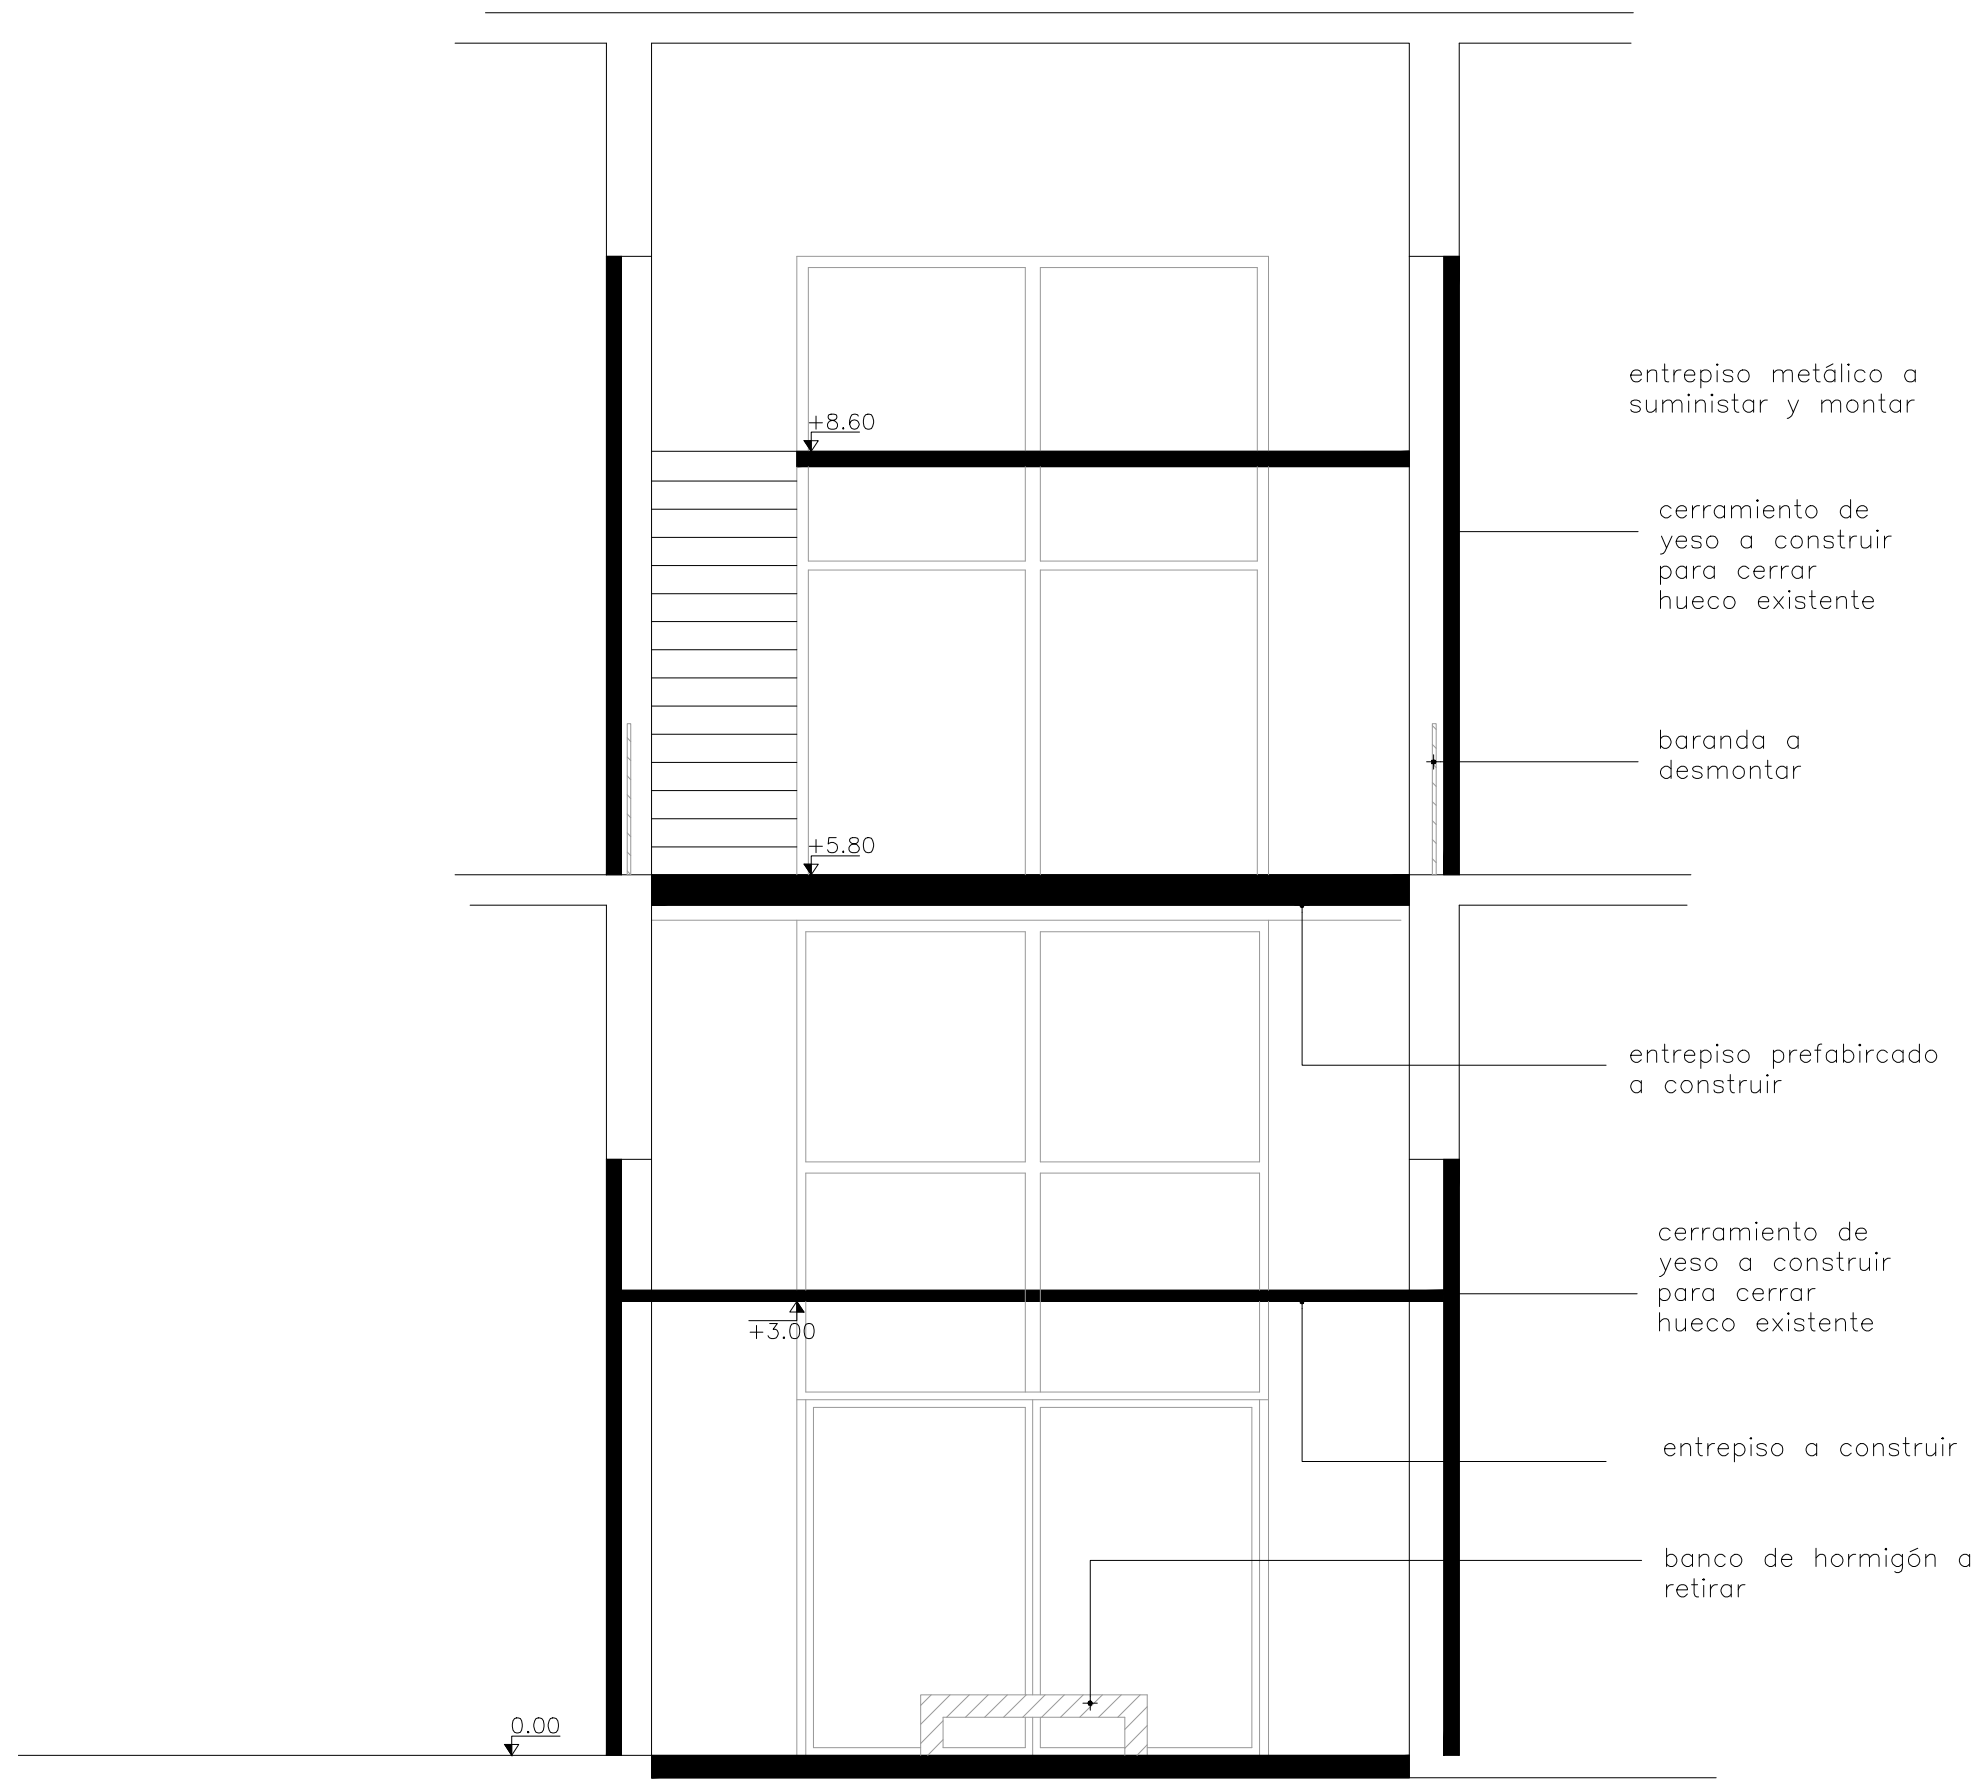 entrepiso metálico a
suministar y montar
+8.60
cerramiento de
yeso a construir
para cerrar
hueco existente
baranda a
desmontar
+5.80
entrepiso prefabircado
a construir
cerramiento de
yeso a construir
para cerrar
hueco existente
+3.00
entrepiso a construir
banco de hormigón a
retirar
0.00